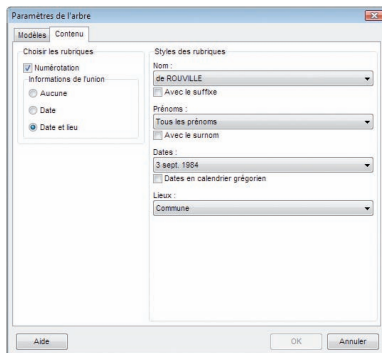 Paramètres de l'arbre
Modèles Contenu
Choisir les rubriques
Numérotation
Informations de l'union
Aucune
Date
Date et lieu
Styles des rubriques
Nom :
de ROUVILLE
Avec le suffixe
Prénoms :
Tous les prénoms
Avec le surnom
Dates :
3 sept. 1984
Dates en calendrier grégorien
Lieux :
Commune
Aide OK Annuler